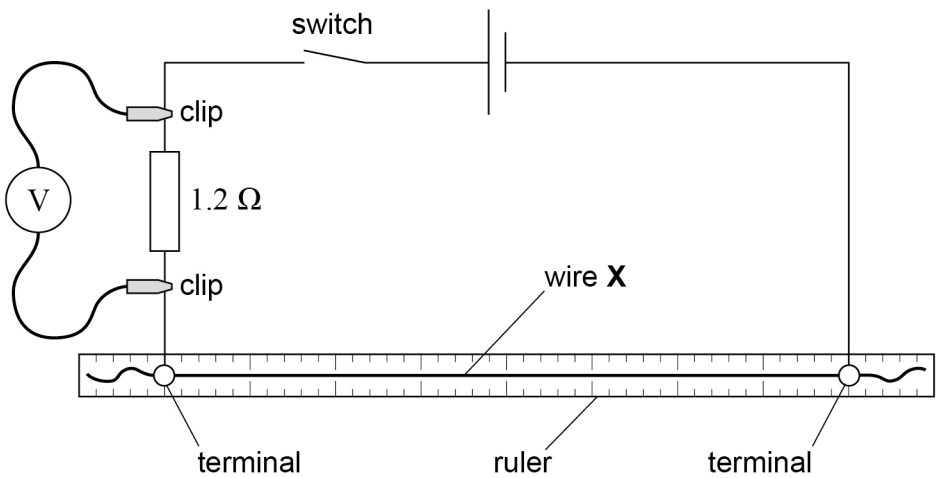 switch
clip
V
1.2 Ω
clip
wire X
terminal
ruler
terminal